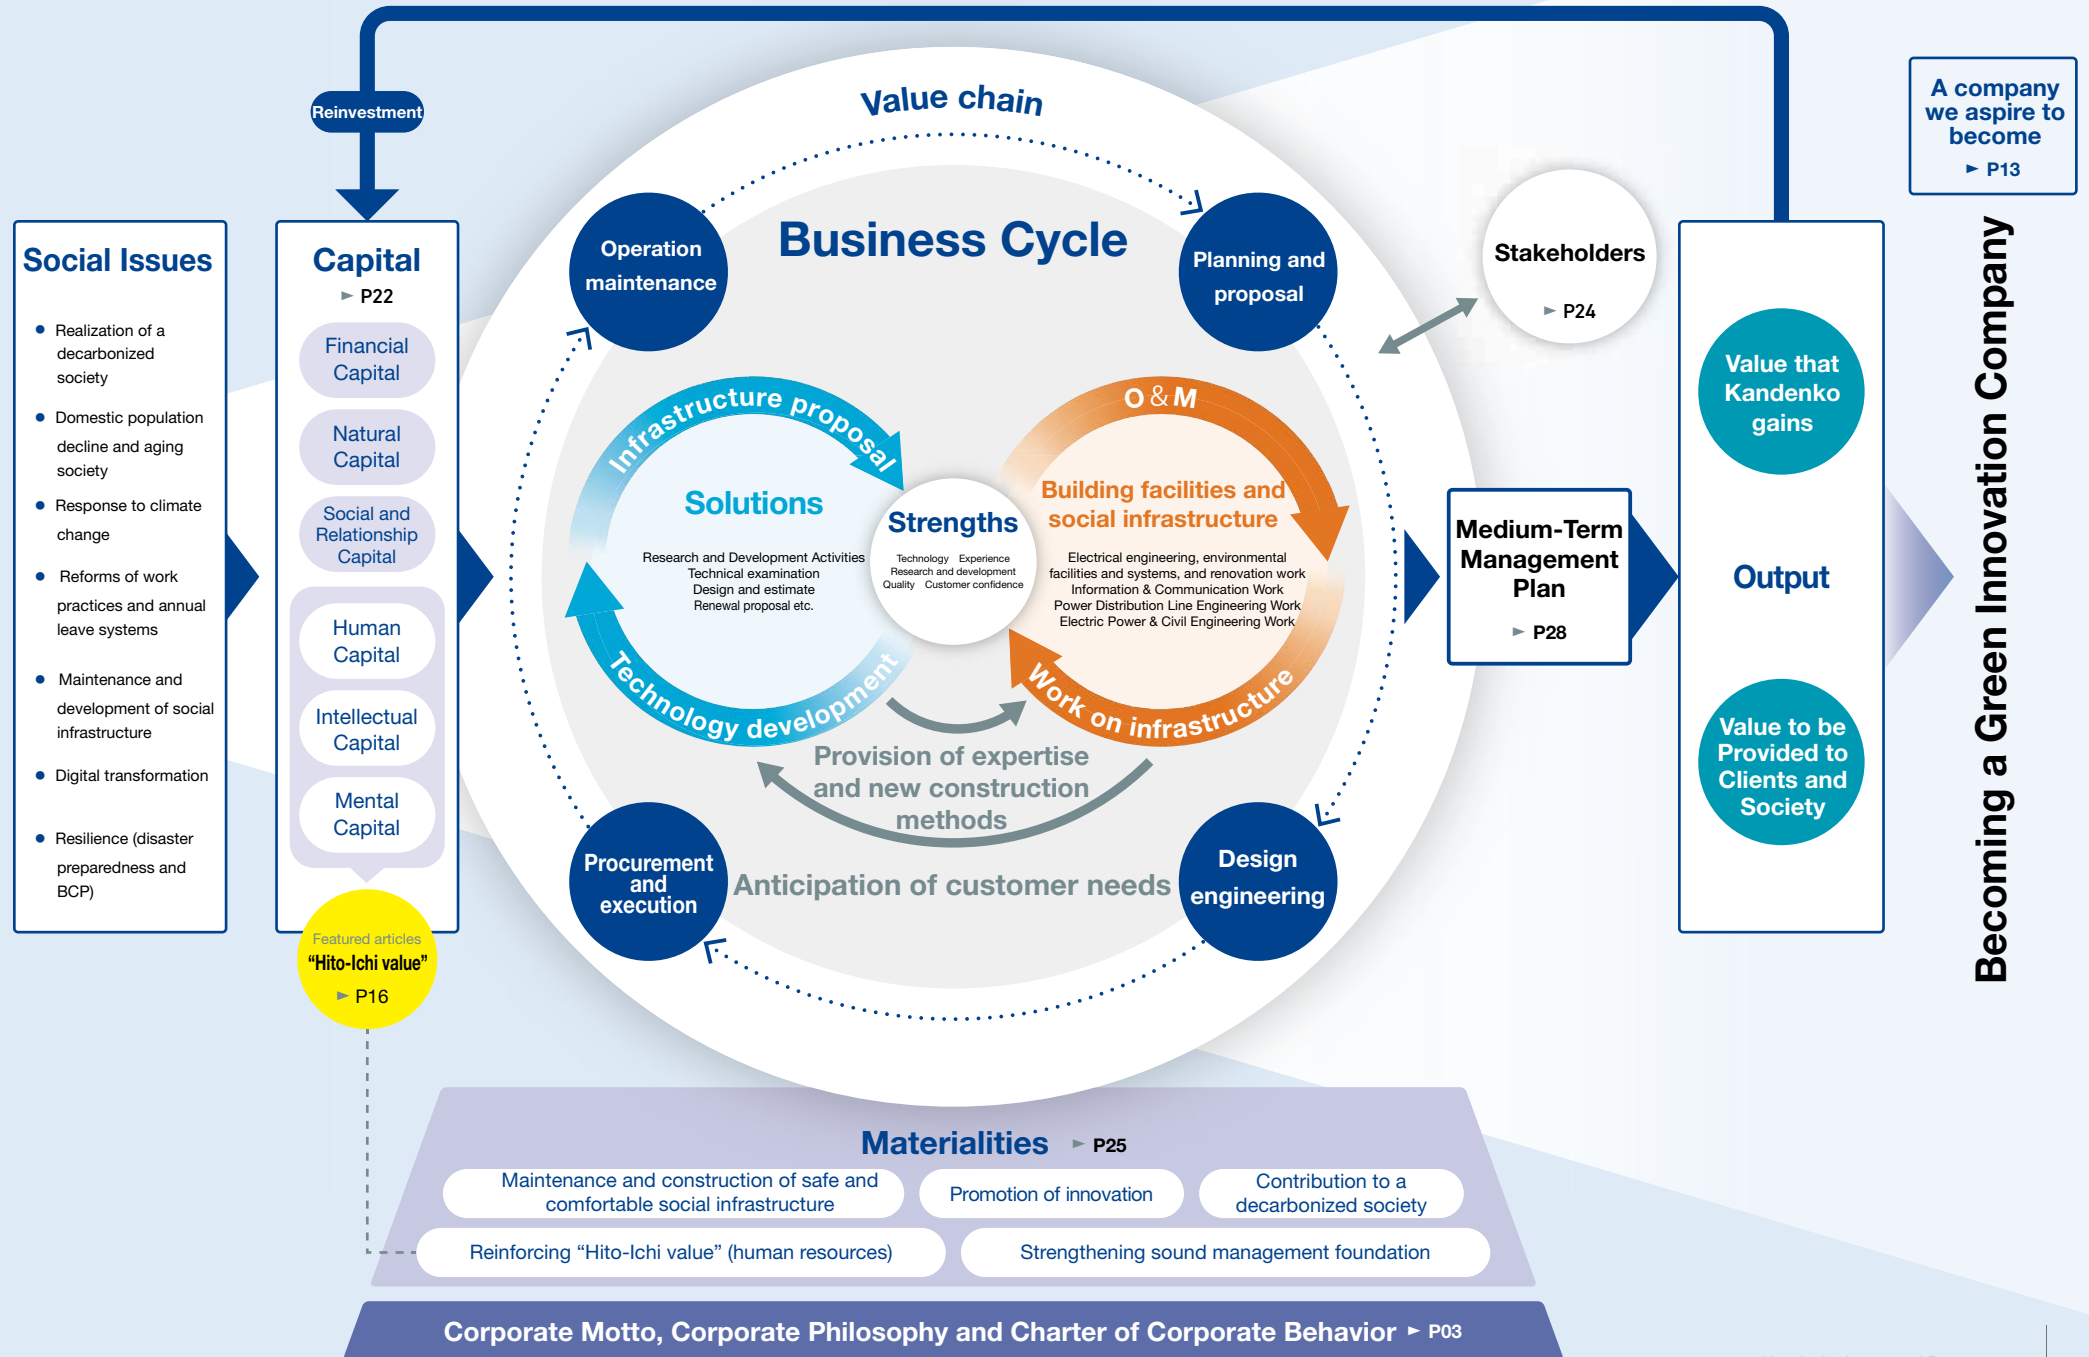 Reinvestment
Social Issues
● Realization of a
decarbonized
society
● Domestic population
decline and aging
society
● Response to climate
change
● Reforms of work
practices and annual
leave systems
● Maintenance and
development of social
infrastructure
● Digital transformation
● Resilience (disaster
preparedness and
BCP)
Capital
► P22
Financial
Capital
Natural
Capital
Social and
Relationship
Capital
Human
Capital
Intellectual
Capital
Mental
Capital
Featured articles
“Hito-Ichi value”
► P16
Value chain
Business Cycle
Operation
maintenance
Planning and
proposal
Design
engineering
Procurement
and
execution
Infrastructure proposal
Solutions
Research and Development Activities
Technical examination
Design and estimate
Renewal proposal etc.
Technology development
Strengths
Technology Experience
Research and development
Quality Customer confidence
O&M
Building facilities and
social infrastructure
Electrical engineering, environmental
facilities and systems, and renovation work
Information & Communication Work
Power Distribution Line Engineering Work
Electric Power & Civil Engineering Work
Work on infrastructure
Provision of expertise
and new construction
methods
Anticipation of customer needs
Stakeholders
► P24
Medium-Term
Management
Plan
► P28
Value that
Kandenko
gains
Output
Value to be
Provided to
Clients and
Society
A company
we aspire to
become
► P13
Becoming a Green Innovation Company
Materialities ► P25
Maintenance and construction of safe and
comfortable social infrastructure
Promotion of innovation
Contribution to a
decarbonized society
Reinforcing “Hito-Ichi value” (human resources)
Strengthening sound management foundation
Corporate Motto, Corporate Philosophy and Charter of Corporate Behavior ► P03